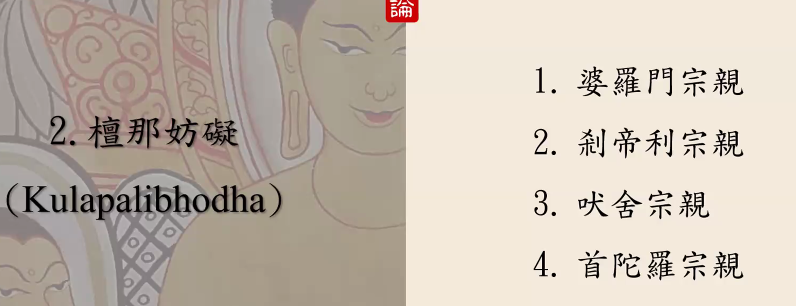 論
2.檀那妨礙
（Kulapalibhodha）
1. 婆羅門宗親
2. 剎帝利宗親
3. 吠舍宗親
4. 首陀羅宗親